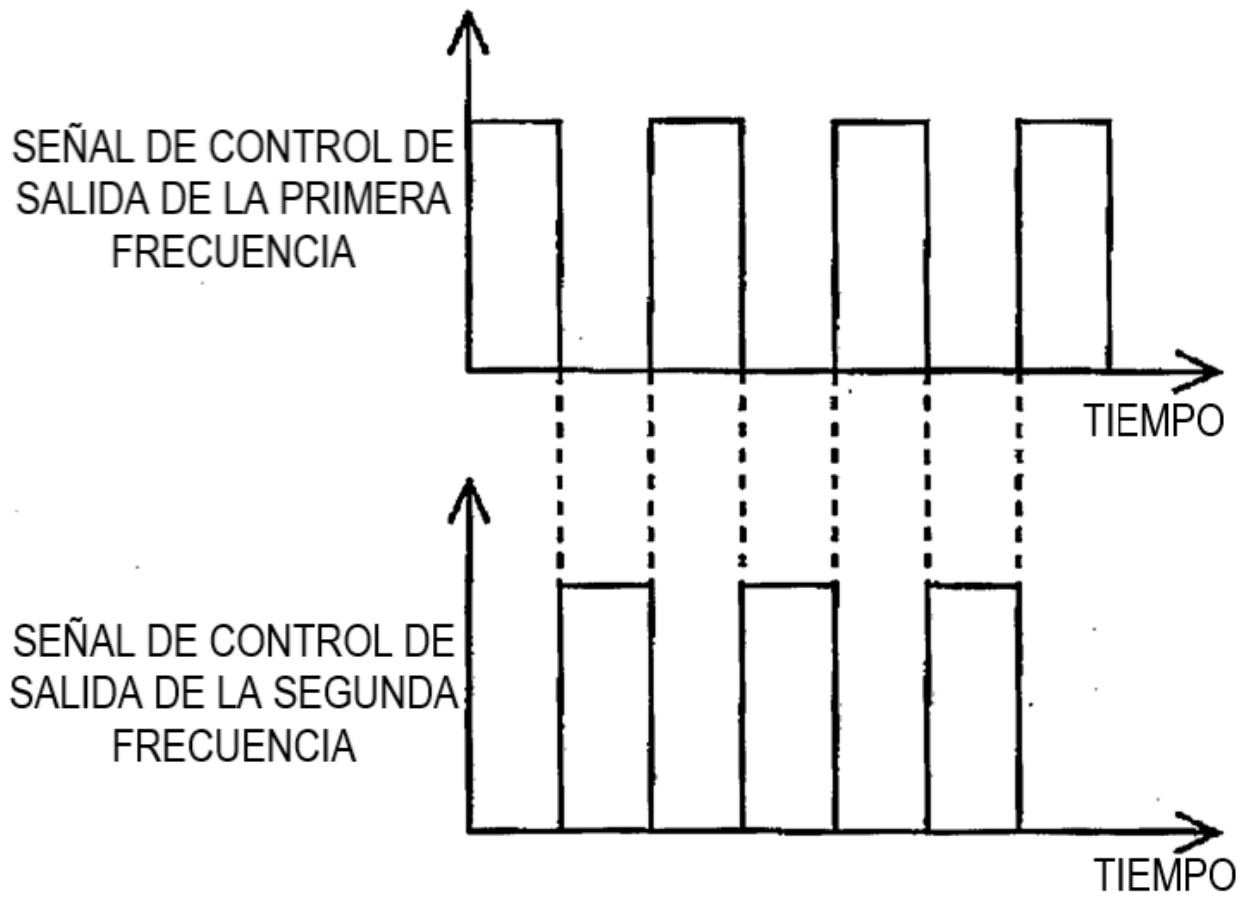 SEÑAL DE CONTROL DE
SALIDA DE LA PRIMERA
FRECUENCIA
TIEMPO
SEÑAL DE CONTROL DE
SALIDA DE LA SEGUNDA
FRECUENCIA
TIEMPO